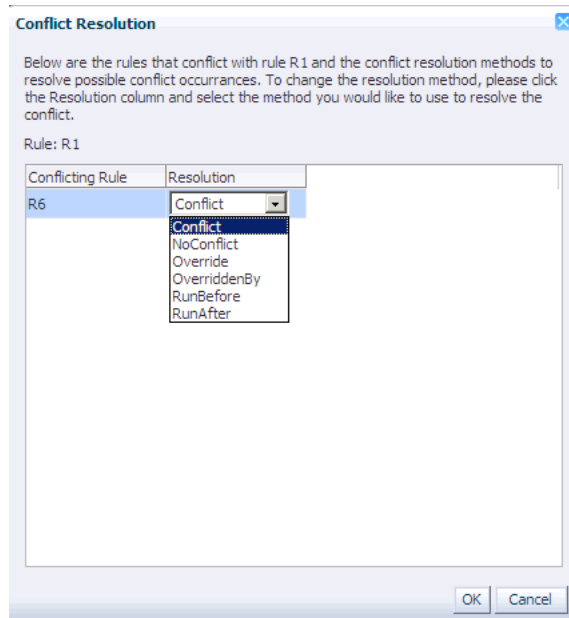 Conflict Resolution
Below are the rules that conflict with rule R1 and the conflict resolution methods to
resolve possible conflict occurrances. To change the resolution method, please click
the Resolution column and select the method you would like to use to resolve the
conflict.
Rule: R1
Conflicting Rule Resolution
R6 Conflict
Conflict
NoConflict
Override
OverriddenBy
RunBefore
RunAfter
OK Cancel